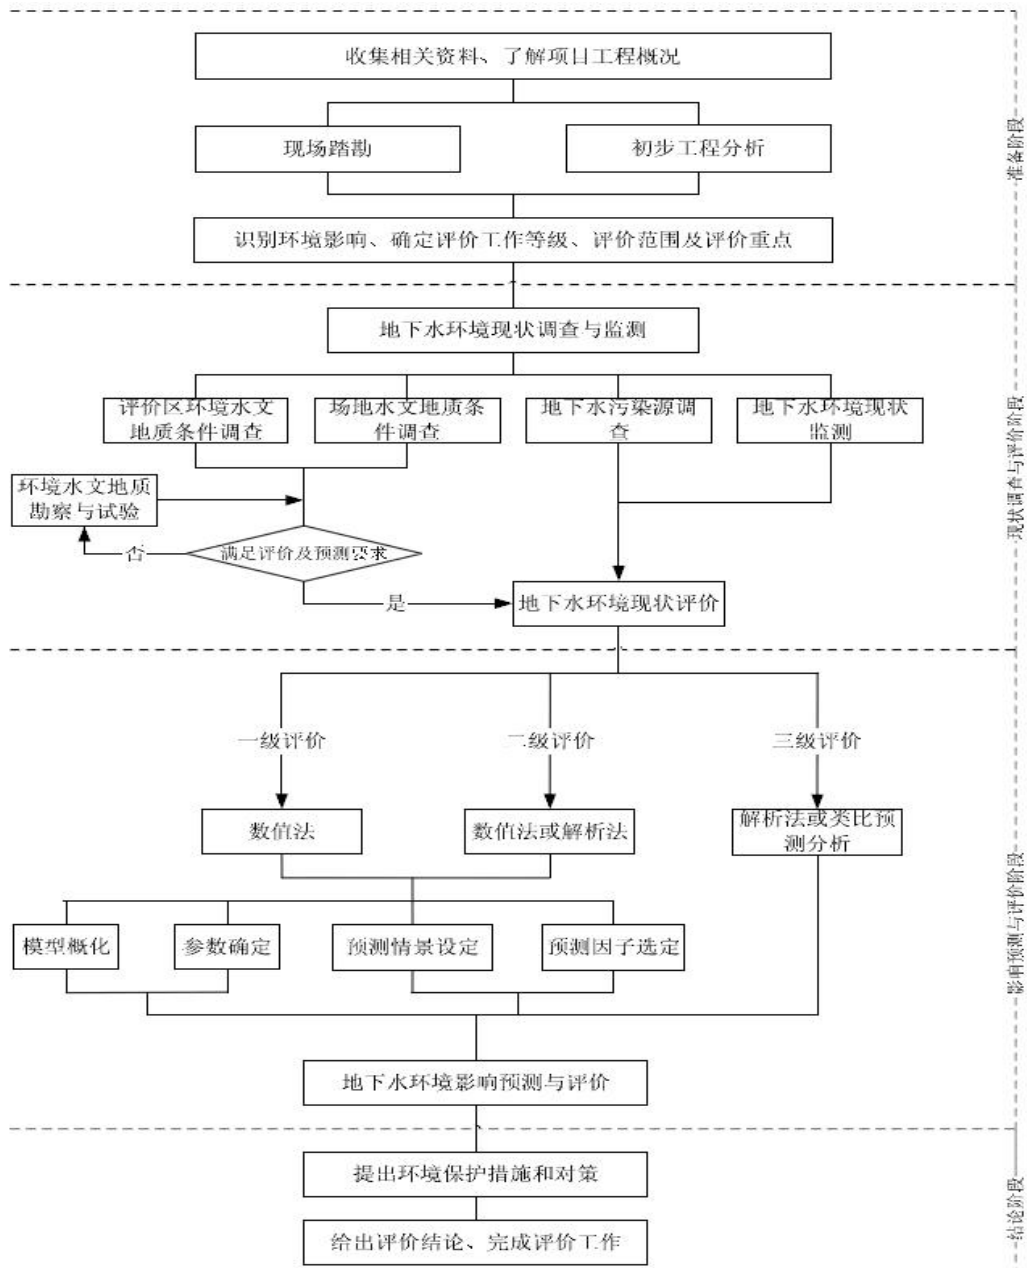 收集相关资料、了解项目工程概况
现场踏勘
初步工程分析
识别环境影响、确定评价工作等级、评价范围及评价重点
准备阶段
地下水环境现状调查与监测
评价区环境水文
地质条件调查
场地水文地质条
件调查
地下水污染源调
查
地下水环境现状
监测
环境水文地质
勘察与试验
否
满足评价及预测要求
是
地下水环境现状评价
现状调查与评价阶段
一级评价
二级评价
三级评价
数值法
数值法或解析法
解析法或类比预
测分析
模型概化
参数确定
预测情景设定
预测因子选定
地下水环境影响预测与评价
影响预测与评价阶段
提出环境保护措施和对策
给出评价结论、完成评价工作
结论阶段